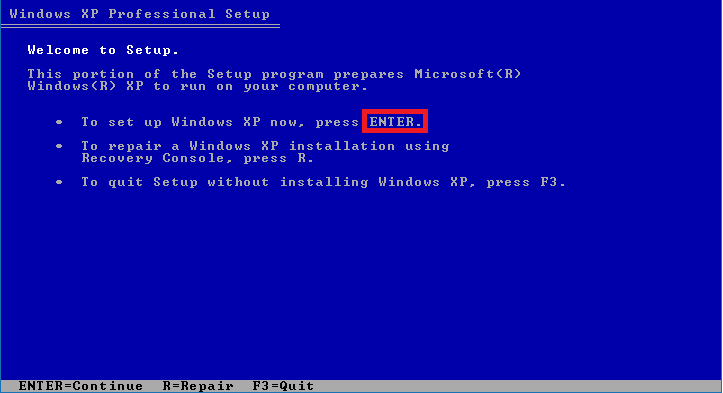 Windows XP Professional Setup
Welcome to Setup.
This portion of the Setup program prepares Microsoft(R)
Windows(R) XP to run on your computer.
• To set up Windows XP now, press ENTER.
• To repair a Windows XP installation using
Recovery Console, press R.
• To quit Setup without installing Windows XP, press F3.
ENTER=Continue R=Repair F3=Quit